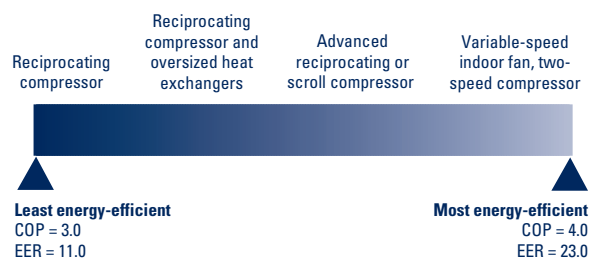 Reciprocating
compressor
Reciprocating
compressor and
oversized heat
exchangers
Advanced
reciprocating or
scroll compressor
Variable-speed
indoor fan, two-
speed compressor
Least energy-efficient
COP = 3.0
EER = 11.0
Most energy-efficient
COP = 4.0
EER = 23.0